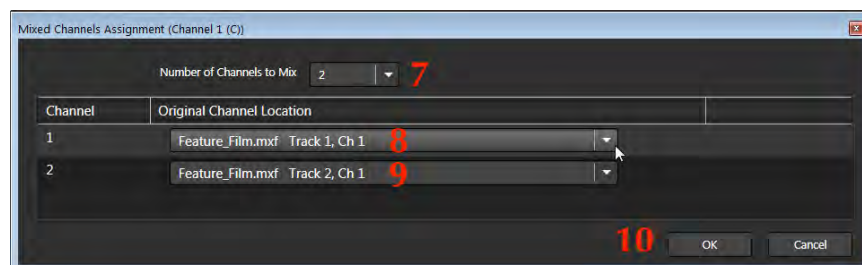 Mixed Channels Assignment (Channel 1 (C))
Number of Channels to Mix 2 7
Channel Original Channel Location
1 Feature_Film.mxf Track 1, Ch 1 8
2 Feature_Film.mxf Track 2, Ch 1 9
10 OK Cancel